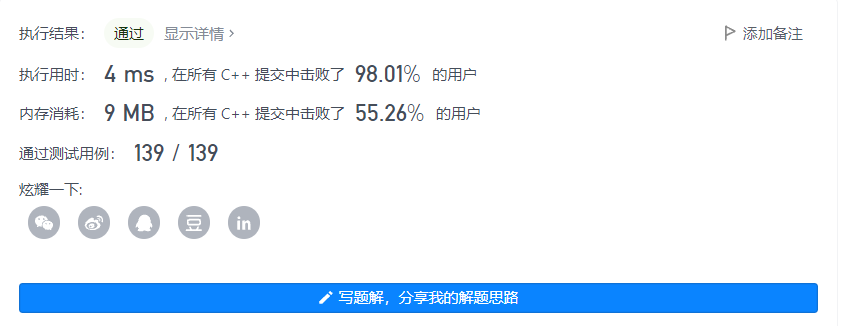 执行结果： 通过 显示详情 > 添加备注
执行用时： 4 ms , 在所有 C++ 提交中击败了 98.01% 的用户
内存消耗： 9 MB , 在所有 C++ 提交中击败了 55.26% 的用户
通过测试用例： 139 / 139
炫耀一下:
豆 in
写题解，分享我的解题思路